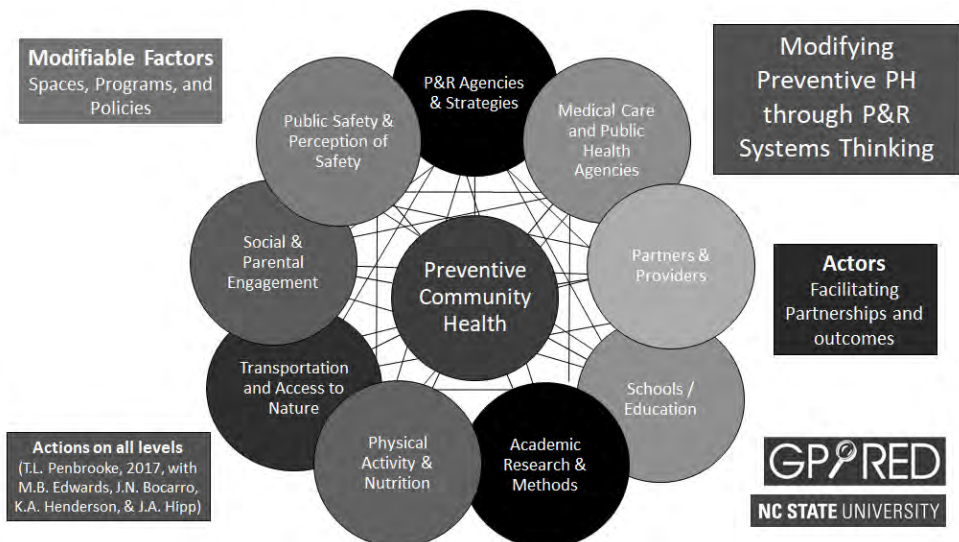 Modifiable Factors
Spaces, Programs, and
Policies
P&R Agencies
& Strategies
Modifying
Preventive PH
through P&R
Systems Thinking
Public Safety &
Perception of
Safety
Medical Care
and Public
Health
Agencies
Social &
Parental
Engagement
Preventive
Community
Health
Partners &
Providers
Actors
Facilitating
Partnerships and
outcomes
Transportation
and Access to
Nature
Schools /
Education
Physical
Activity &
Nutrition
Academic
Research &
Methods
Actions on all levels
(T.L. Penbrooke, 2017, with
M.B. Edwards, J.N. Bocarro,
K.A. Henderson, & J.A. Hipp)
GP RED
NC STATE UNIVERSITY